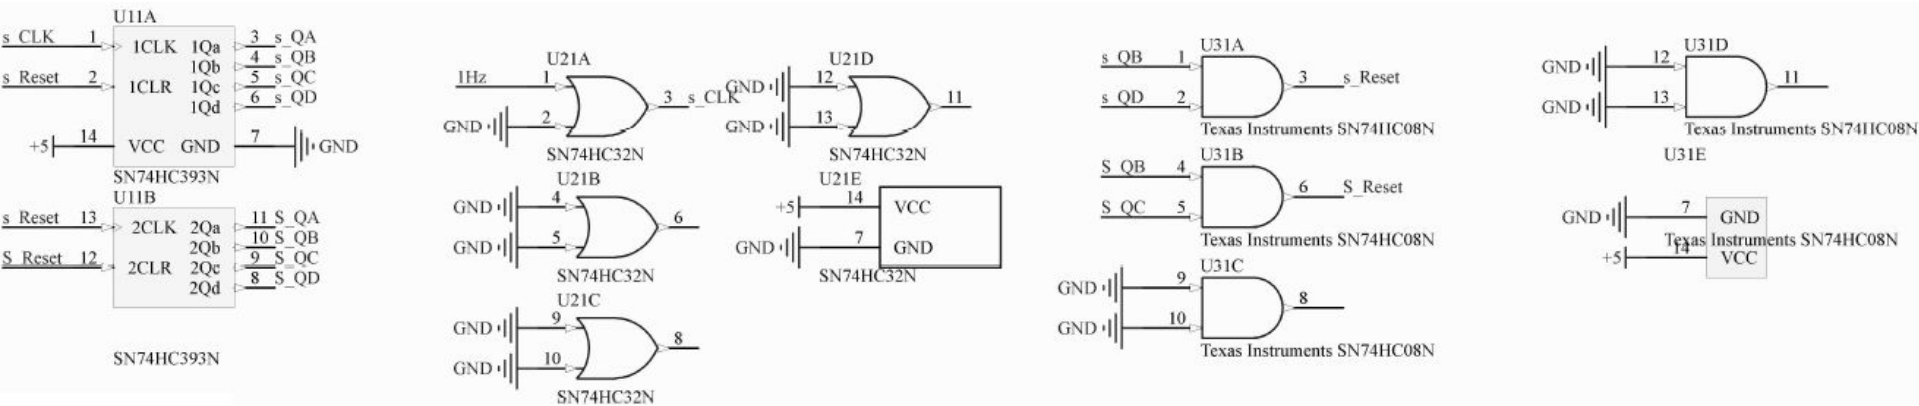 U11A
s_CLK 1 1CLK 1Qa 3 s_QA
1Qb 4 s_QB
s_Reset 2 1CLR 1Qc 5 s_QC
1Qd 6 s_QD
+5 14 VCC GND 7 GND
SN74HC393N
U11B
s_Reset 13 2CLK 2Qa 11 S_QA
2Qb 10 S_QB
S_Reset 12 2CLR 2Qc 9 S_QC
2Qd 8 S_QD
SN74HC393N
U21A
1Hz 1
3 s_CLK
GND 2
SN74HC32N
U21B
GND 4
6
GND 5
SN74HC32N
U21C
GND 9
8
GND 10
SN74HC32N
U21D
GND 12
11
GND 13
SN74HC32N
U21E
+5 14 VCC
GND 7 GND
SN74HC32N
U31A
s_QB 1
3 s_Reset
s_QD 2
Texas Instruments SN74HC08N
U31B
S_QB 4
6 S_Reset
S_QC 5
Texas Instruments SN74HC08N
U31C
GND 9
8
GND 10
Texas Instruments SN74HC08N
U31D
GND 12
11
GND 13
Texas Instruments SN74HC08N
U31E
GND 7 GND
Texas Instruments SN74HC08N
+5 14 VCC